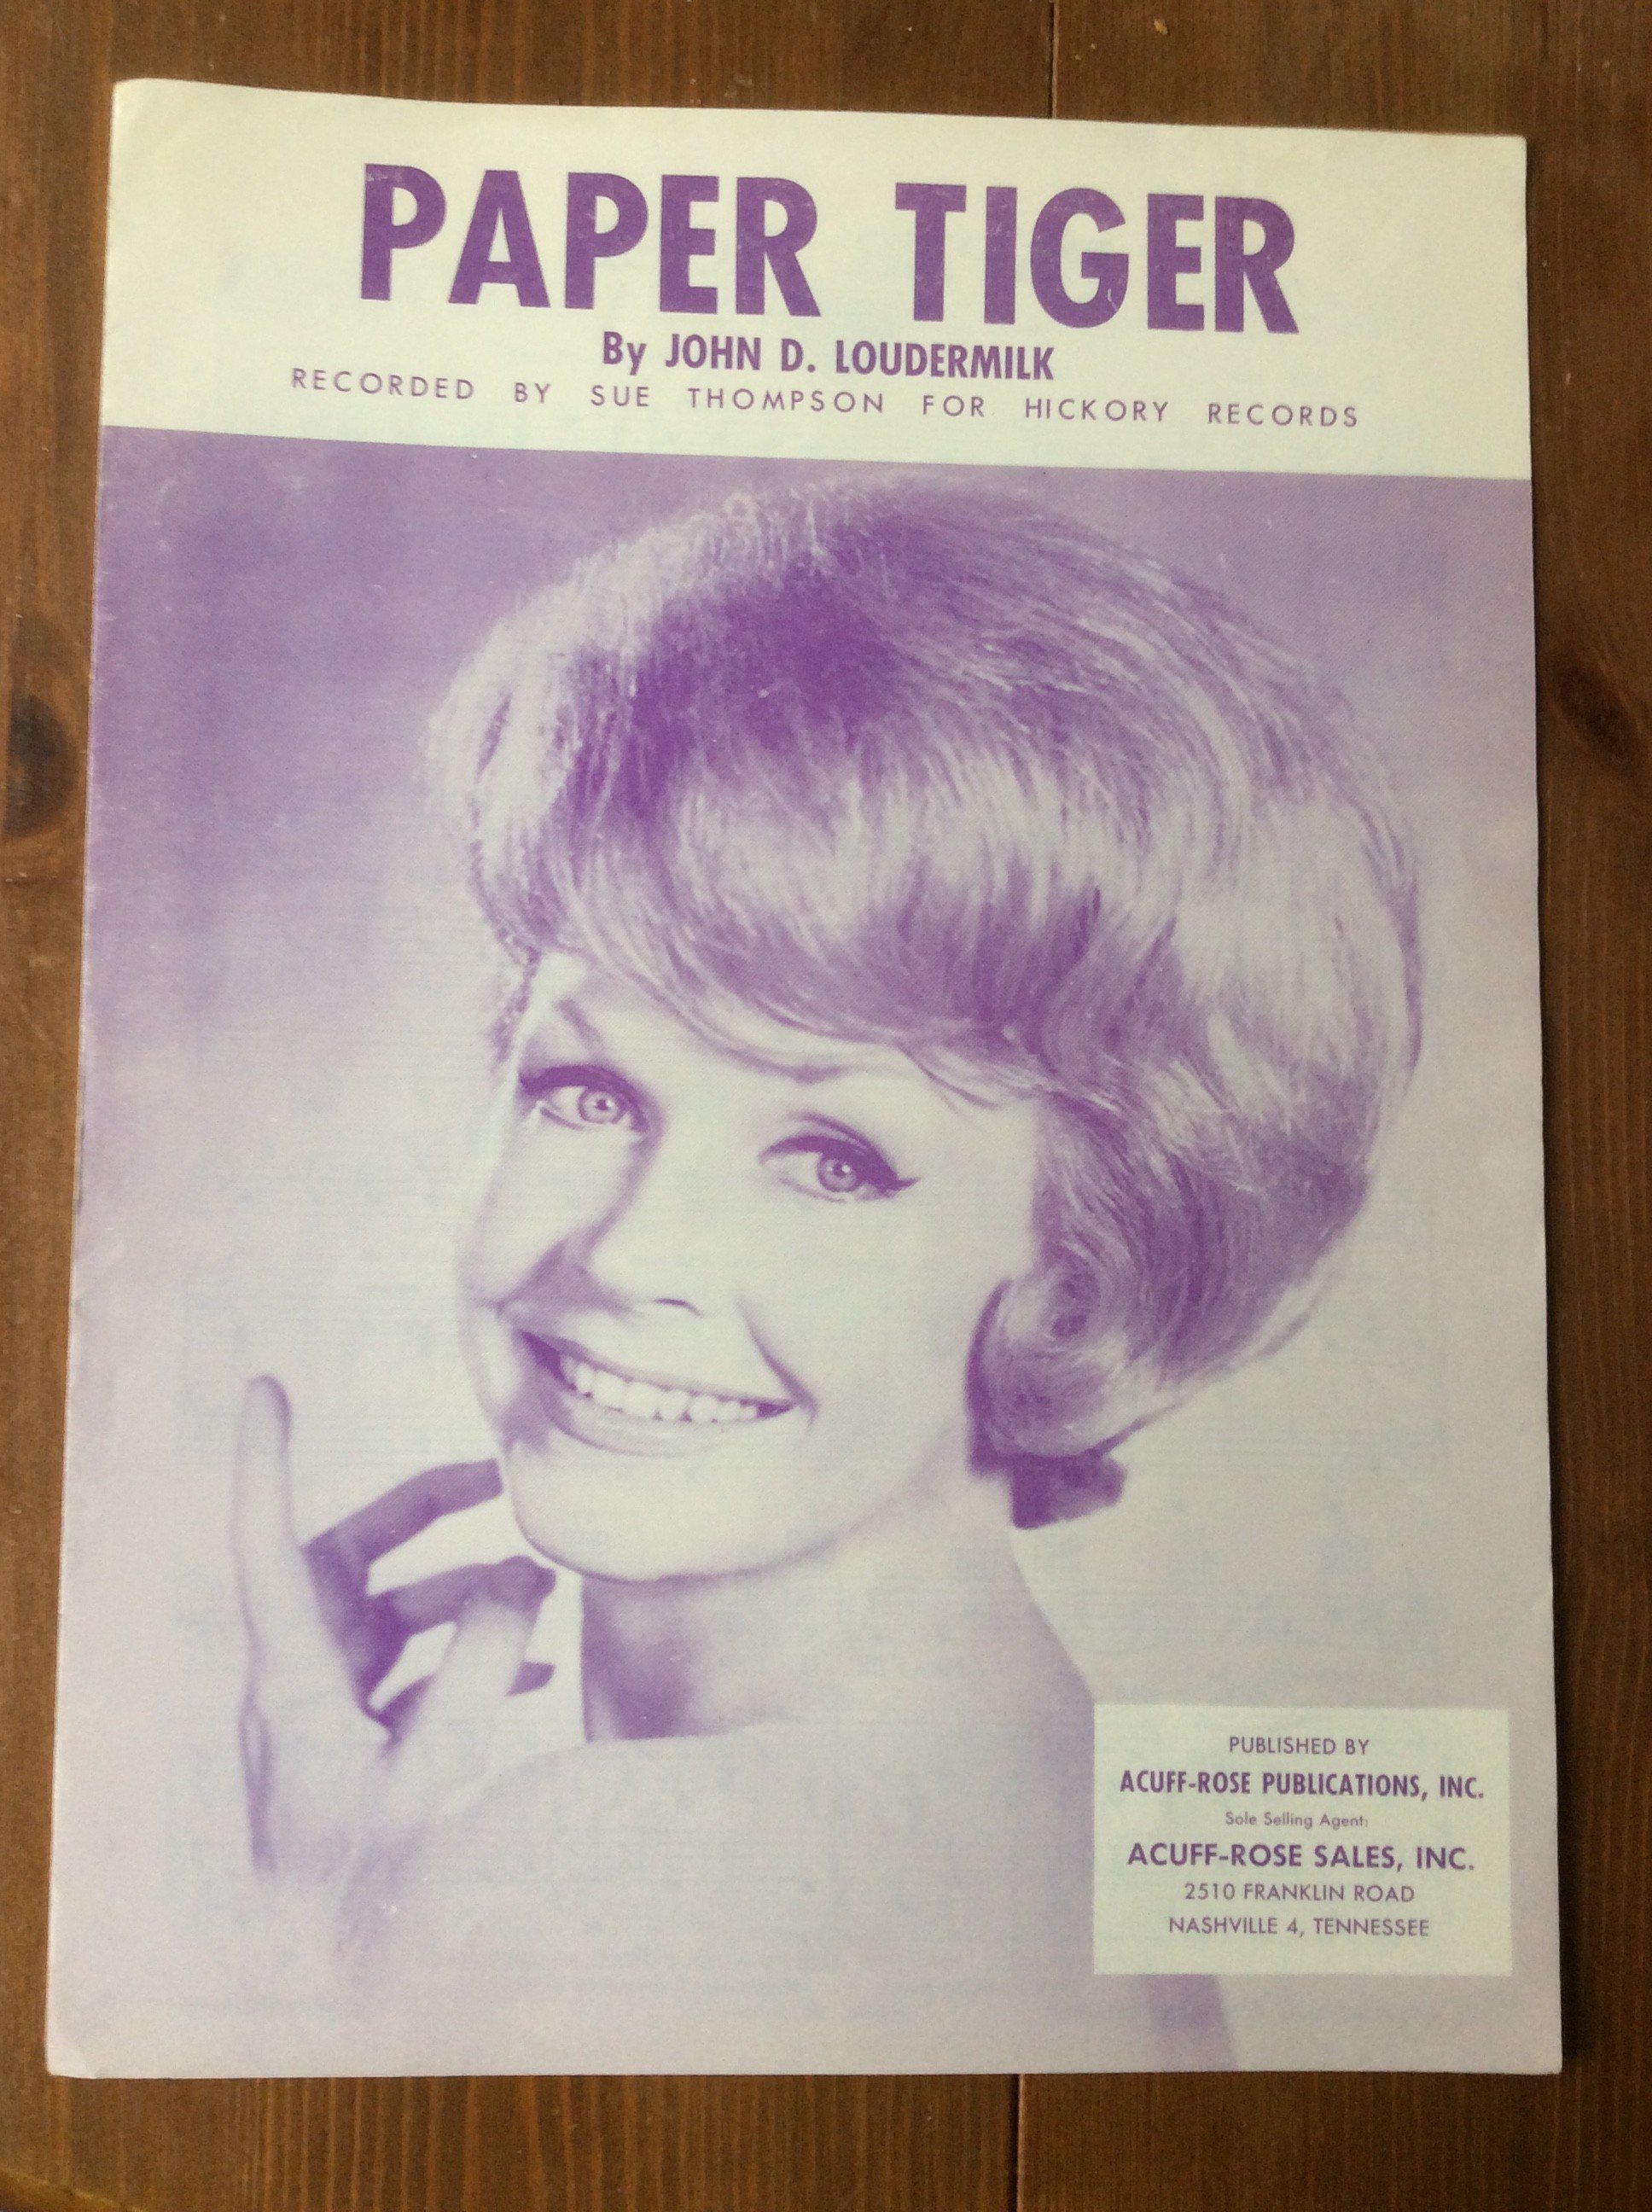 PAPER TIGER
By JOHN D. LOUDERMILK
RECORDED BY SUE THOMPSON FOR HICKORY RECORDS
PUBLISHED BY
ACUFF-ROSE PUBLICATIONS, INC.
Sole Selling Agent:
ACUFF-ROSE SALES, INC.
2510 FRANKLIN ROAD
NASHVILLE 4, TENNESSEE